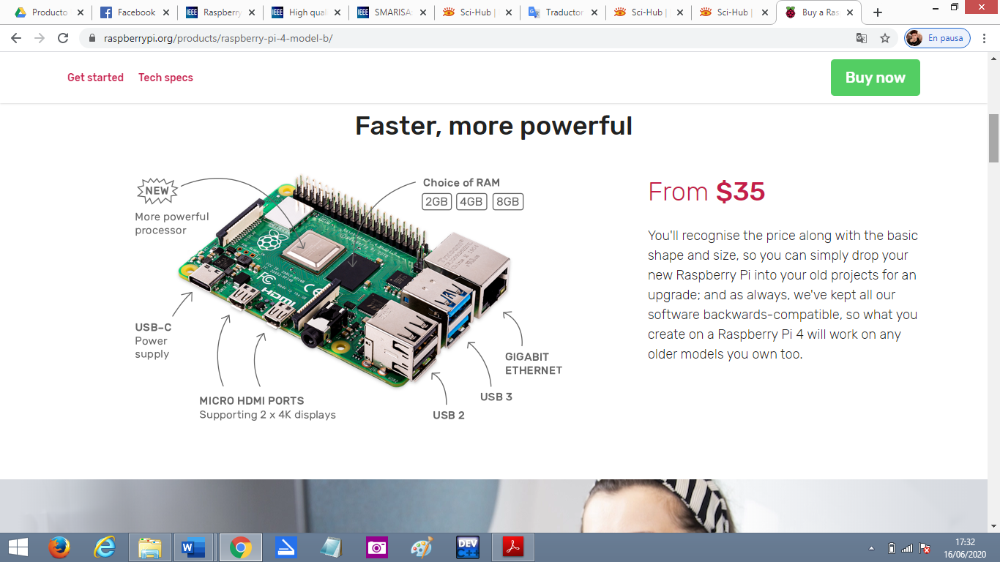 Producto
Facebook
Raspberry
High qual
SMARISA
Sci-Hub |
Traductor
Sci-Hub |
Sci-Hub |
Buy a Ras
raspberrypi.org/products/raspberry-pi-4-model-b/
En pausa
Get started
Tech specs
Buy now
Faster, more powerful
NEW
More powerful
processor
Choice of RAM
2GB 4GB 8GB
HDMI
USB-C
Power
supply
MICRO HDMI PORTS
Supporting 2 x 4K displays
USB 2
USB 3
GIGABIT
ETHERNET
From $35
You'll recognise the price along with the basic
shape and size, so you can simply drop your
new Raspberry Pi into your old projects for an
upgrade; and as always, we've kept all our
software backwards-compatible, so what you
create on a Raspberry Pi 4 will work on any
older models you own too.
DEV
C++
17:32
16/06/2020